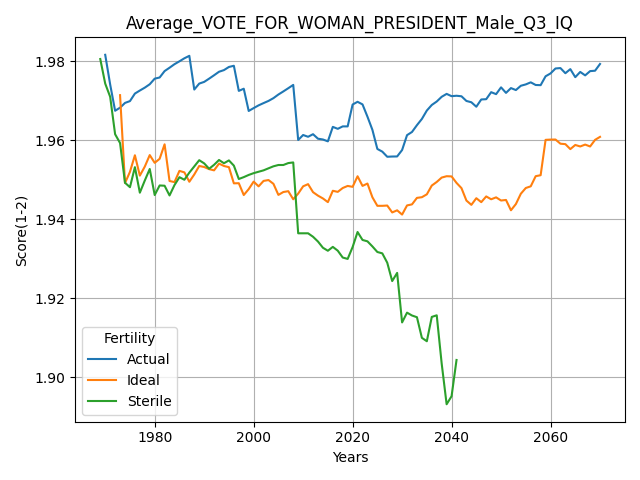 Average_VOTE_FOR_WOMAN_PRESIDENT_Male_Q3_IQ
Score(1-2)
1.98
1.96
1.94
1.92
1.90
Fertility
Actual
Ideal
Sterile
1980 2000 2020 2040 2060
Years